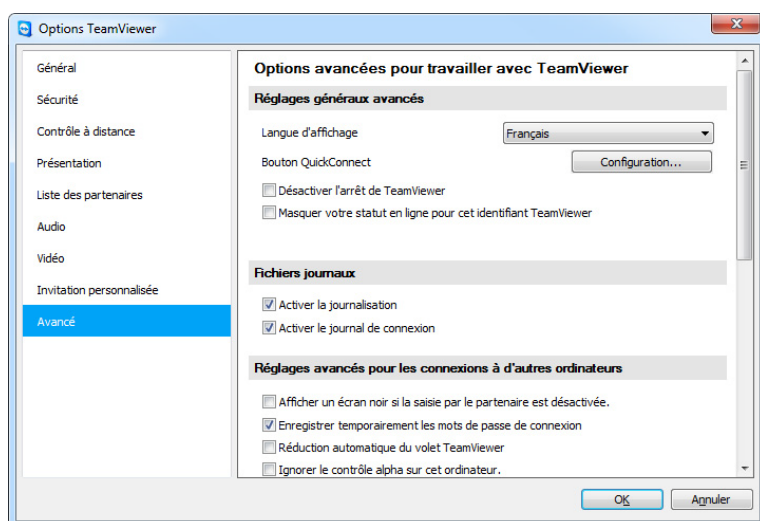 Options TeamViewer
Général
Sécurité
Contrôle à distance
Présentation
Liste des partenaires
Audio
Vidéo
Invitation personnalisée
Avancé
Options avancées pour travailler avec TeamViewer
Réglages généraux avancés
Langue d'affichage Français
Bouton QuickConnect Configuration...
Désactiver l'arrêt de TeamViewer
Masquer votre statut en ligne pour cet identifiant TeamViewer
Fichiers journaux
Activer la journalisation
Activer le journal de connexion
Réglages avancés pour les connexions à d'autres ordinateurs
Afficher un écran noir si la saisie par le partenaire est désactivée.
Enregistrer temporairement les mots de passe de connexion
Réduction automatique du volet TeamViewer
Ignorer le contrôle alpha sur cet ordinateur.
OK Annuler